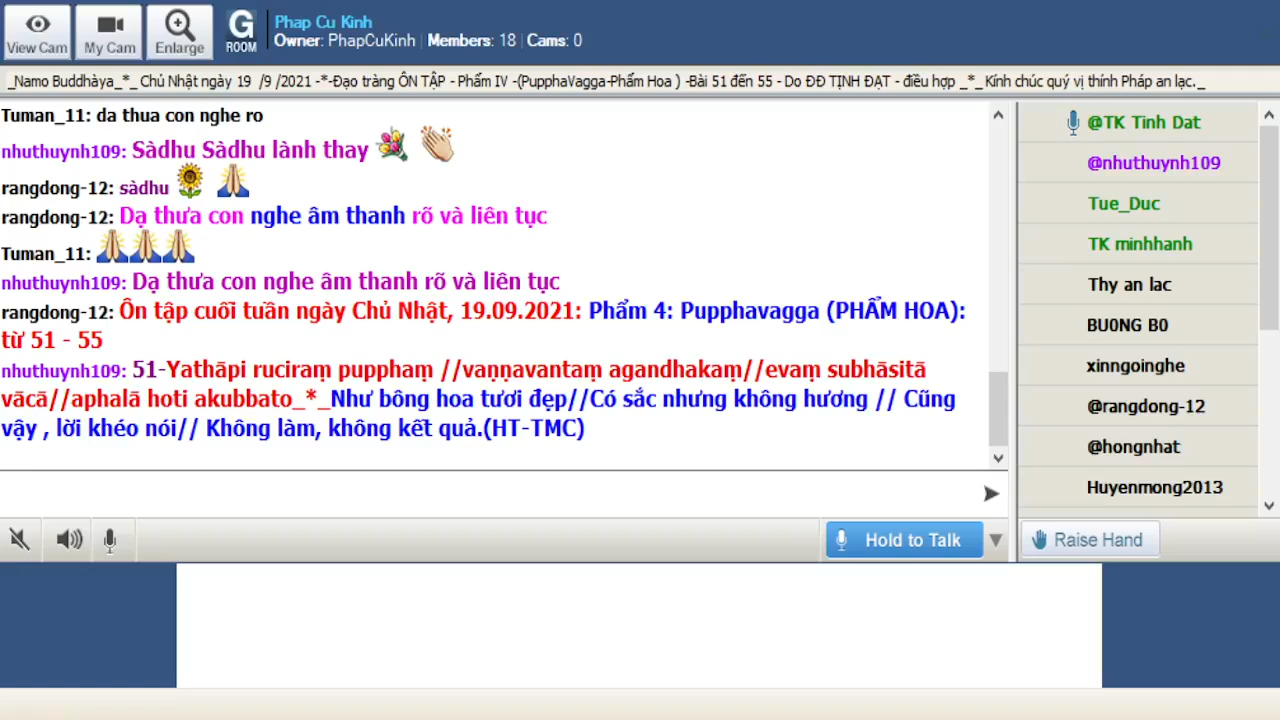 Phap Cu Kinh
View Cam My Cam Enlarge G ROOM Owner: PhapCuKinh Members: 18 Cams: 0
_Namo Buddhàya_*_ Chủ Nhật ngày 19 /9 /2021 -*-Đạo tràng ÔN TẬP - Phẩm IV -(PupphaVagga-Phẩm Hoa ) -Bài 51 đến 55 - Do ĐĐ TỊNH ĐẠT - điều hợp _*_ Kính chúc quý vị thính Pháp an lạc._
Tuman_11: da thua con nghe ro
nhuthuynh109: Sàdhu Sàdhu lành thay
rangdong-12: sàdhu
rangdong-12: Dạ thưa con nghe âm thanh rõ và liên tục
Tuman_11:
nhuthuynh109: Dạ thưa con nghe âm thanh rõ và liên tục
rangdong-12: Ôn tập cuối tuần ngày Chủ Nhật, 19.09.2021: Phẩm 4: Pupphavagga (PHẨM HOA):
từ 51 - 55
nhuthuynh109: 51-Yathāpi ruciraṃ pupphaṃ //vaṇṇavantaṃ agandhakaṃ//evaṃ subhāsitā
vācā//aphalā hoti akubbato_*_Như bông hoa tươi đẹp//Có sắc nhưng không hương // Cũng
vậy , lời khéo nói// Không làm, không kết quả.(HT-TMC)
@TK Tinh Dat
@nhuthuynh109
Tue_Duc
TK minhhanh
Thy an lac
BU0NG B0
xinngoinghe
@rangdong-12
@hongnhat
Huyenmong2013
Hold to Talk
Raise Hand